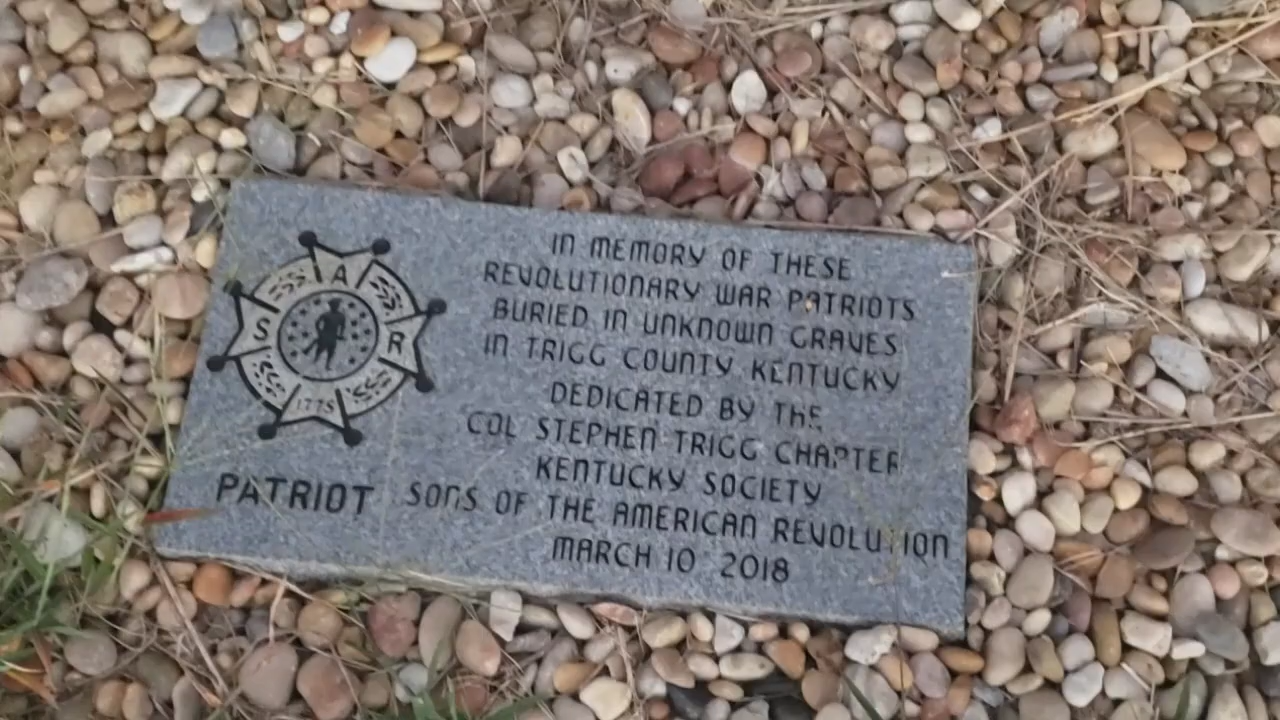 IN MEMORY OF THESE
REVOLUTIONARY WAR PATRIOTS
BURIED IN UNKNOWN GRAVES
IN TRIGG COUNTY KENTUCKY
DEDICATED BY THE
COL STEPHEN TRIGG CHAPTER
KENTUCKY SOCIETY
SONS OF THE AMERICAN REVOLUTION
MARCH 10 2018
S A R
1775
PATRIOT